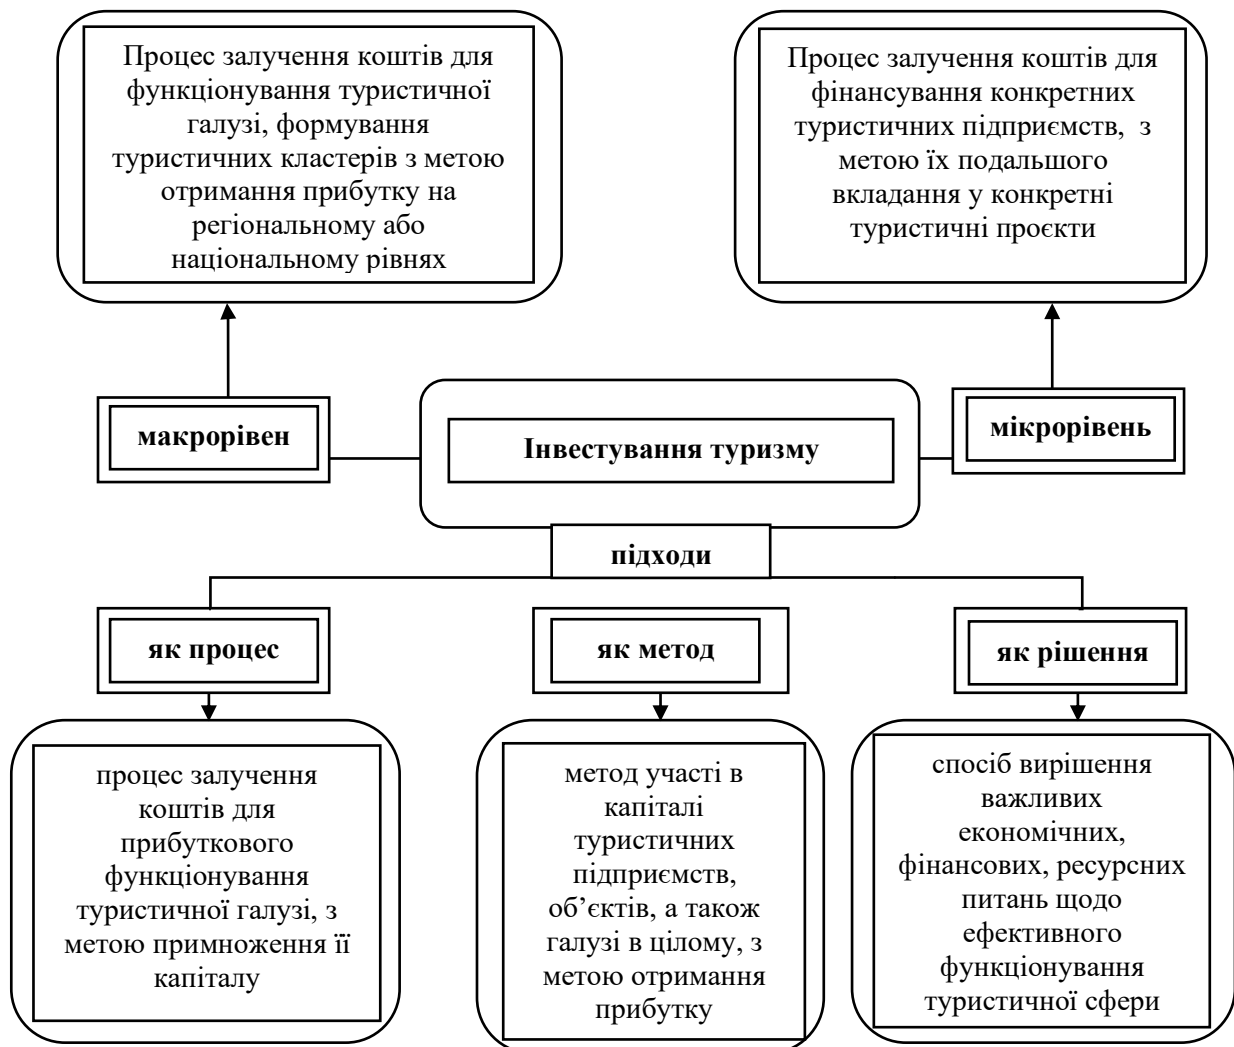 Процес залучення коштів для
функціонування туристичної
галузі, формування
туристичних кластерів з метою
отримання прибутку на
регіональному або
національному рівнях
Процес залучення коштів для
фінансування конкретних
туристичних підприємств, з
метою їх подальшого
вкладання у конкретні
туристичні проєкти
макрорівен
Інвестування туризму
мікрорівень
підходи
як процес
як метод
як рішення
процес залучення
коштів для
прибуткового
функціонування
туристичної галузі, з
метою примноження її
капіталу
метод участі в
капіталі
туристичних
підприємств,
об’єктів, а також
галузі в цілому, з
метою отримання
прибутку
спосіб вирішення
важливих
економічних,
фінансових, ресурсних
питань щодо
ефективного
функціонування
туристичної сфери